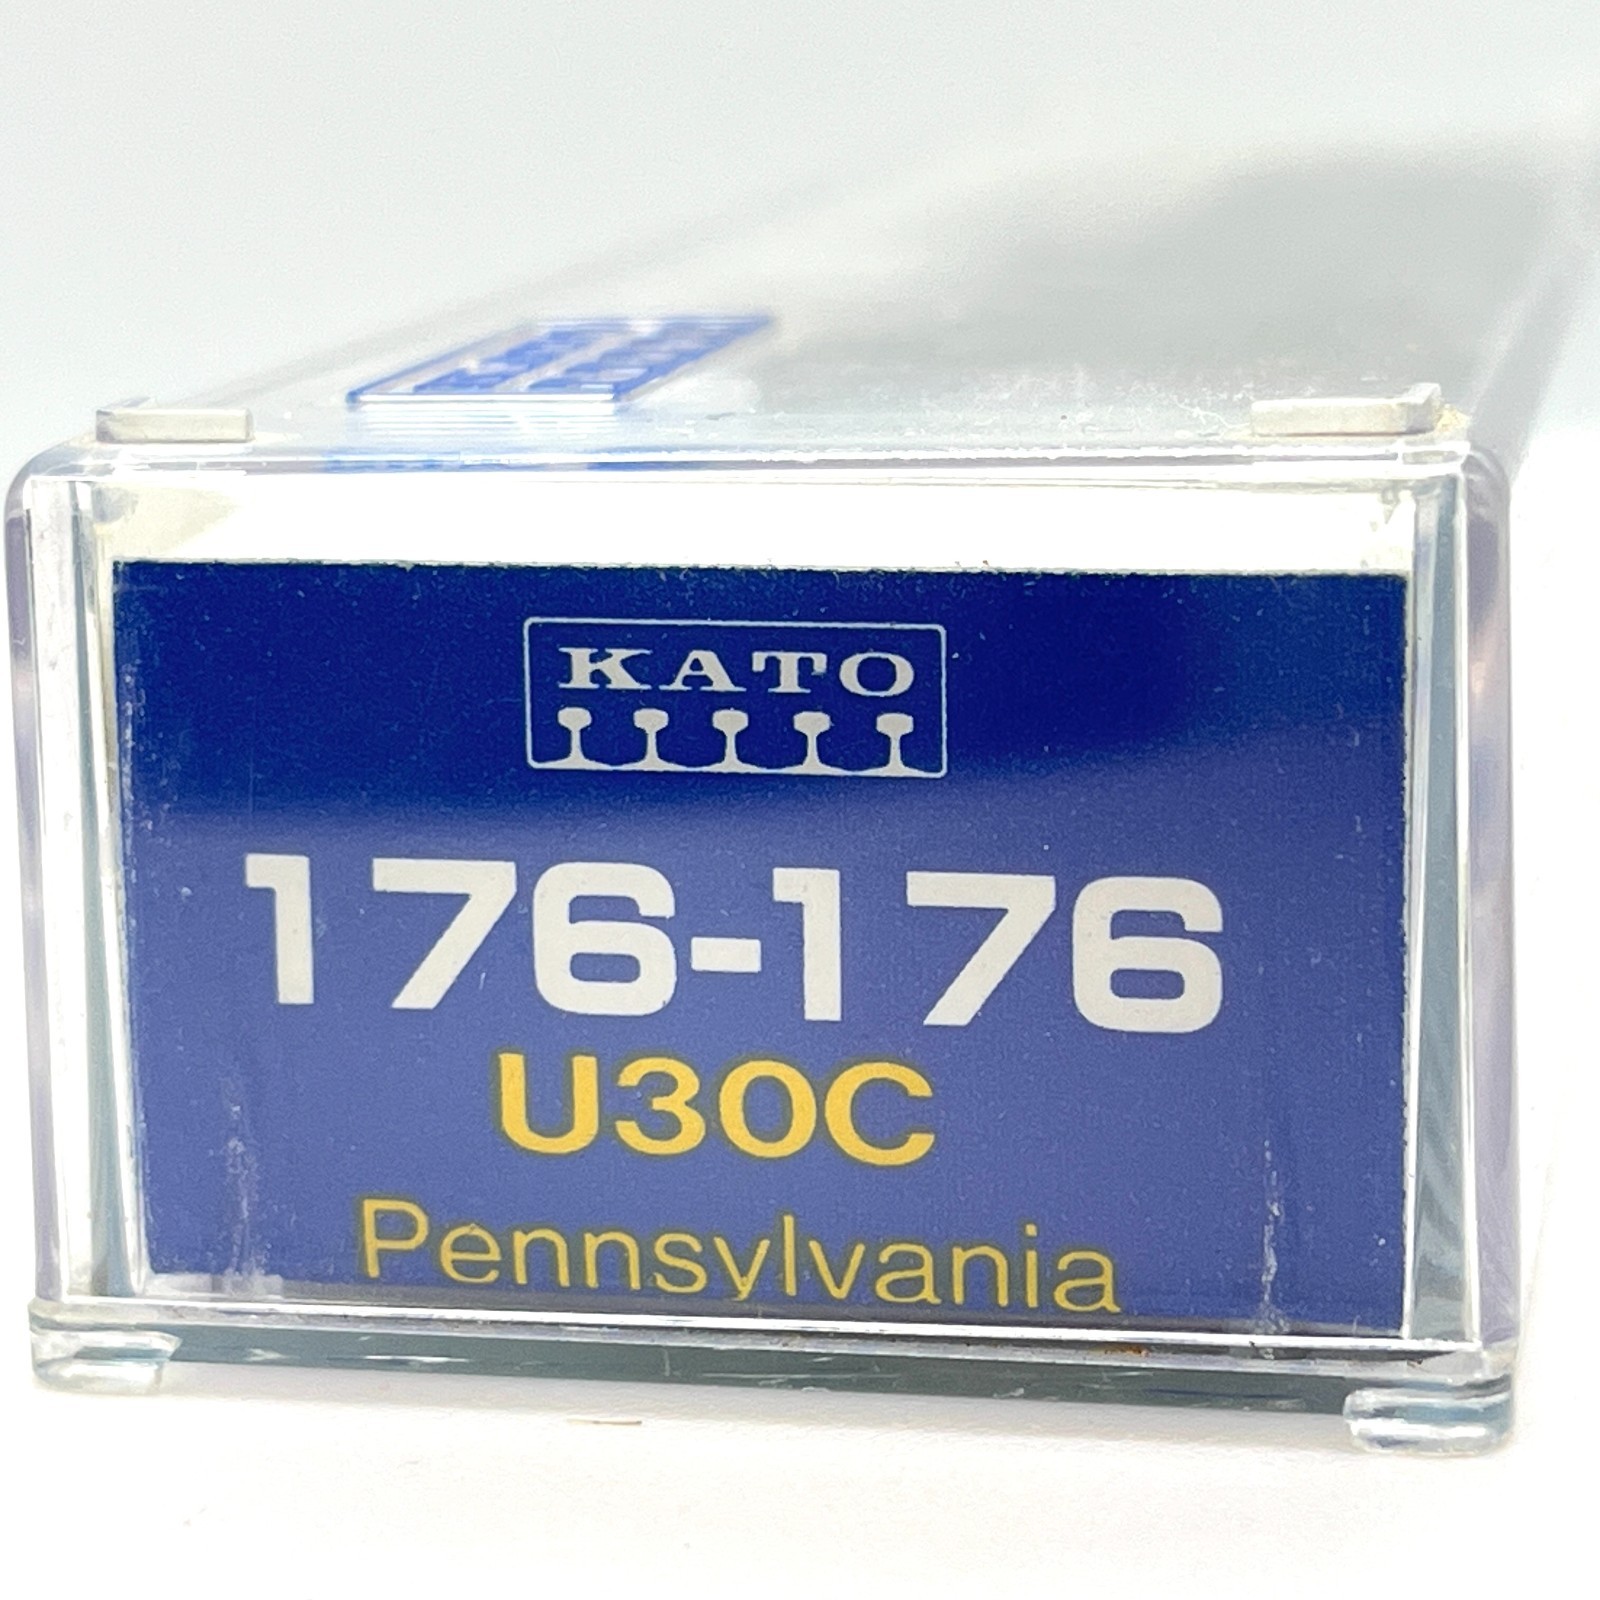 KATO
176-176
U30C
Pennsylvania